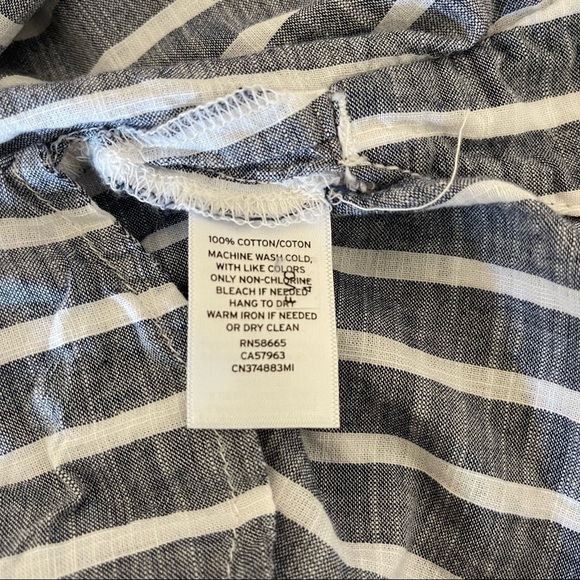 100% COTTON/COTON
MACHINE WASH COLD,
WITH LIKE COLORS
ONLY NON-CHLORINE
BLEACH IF NEEDED
HANG TO DRY
WARM IRON IF NEEDED
OR DRY CLEAN
RN58665
CA57963
CN374883MI